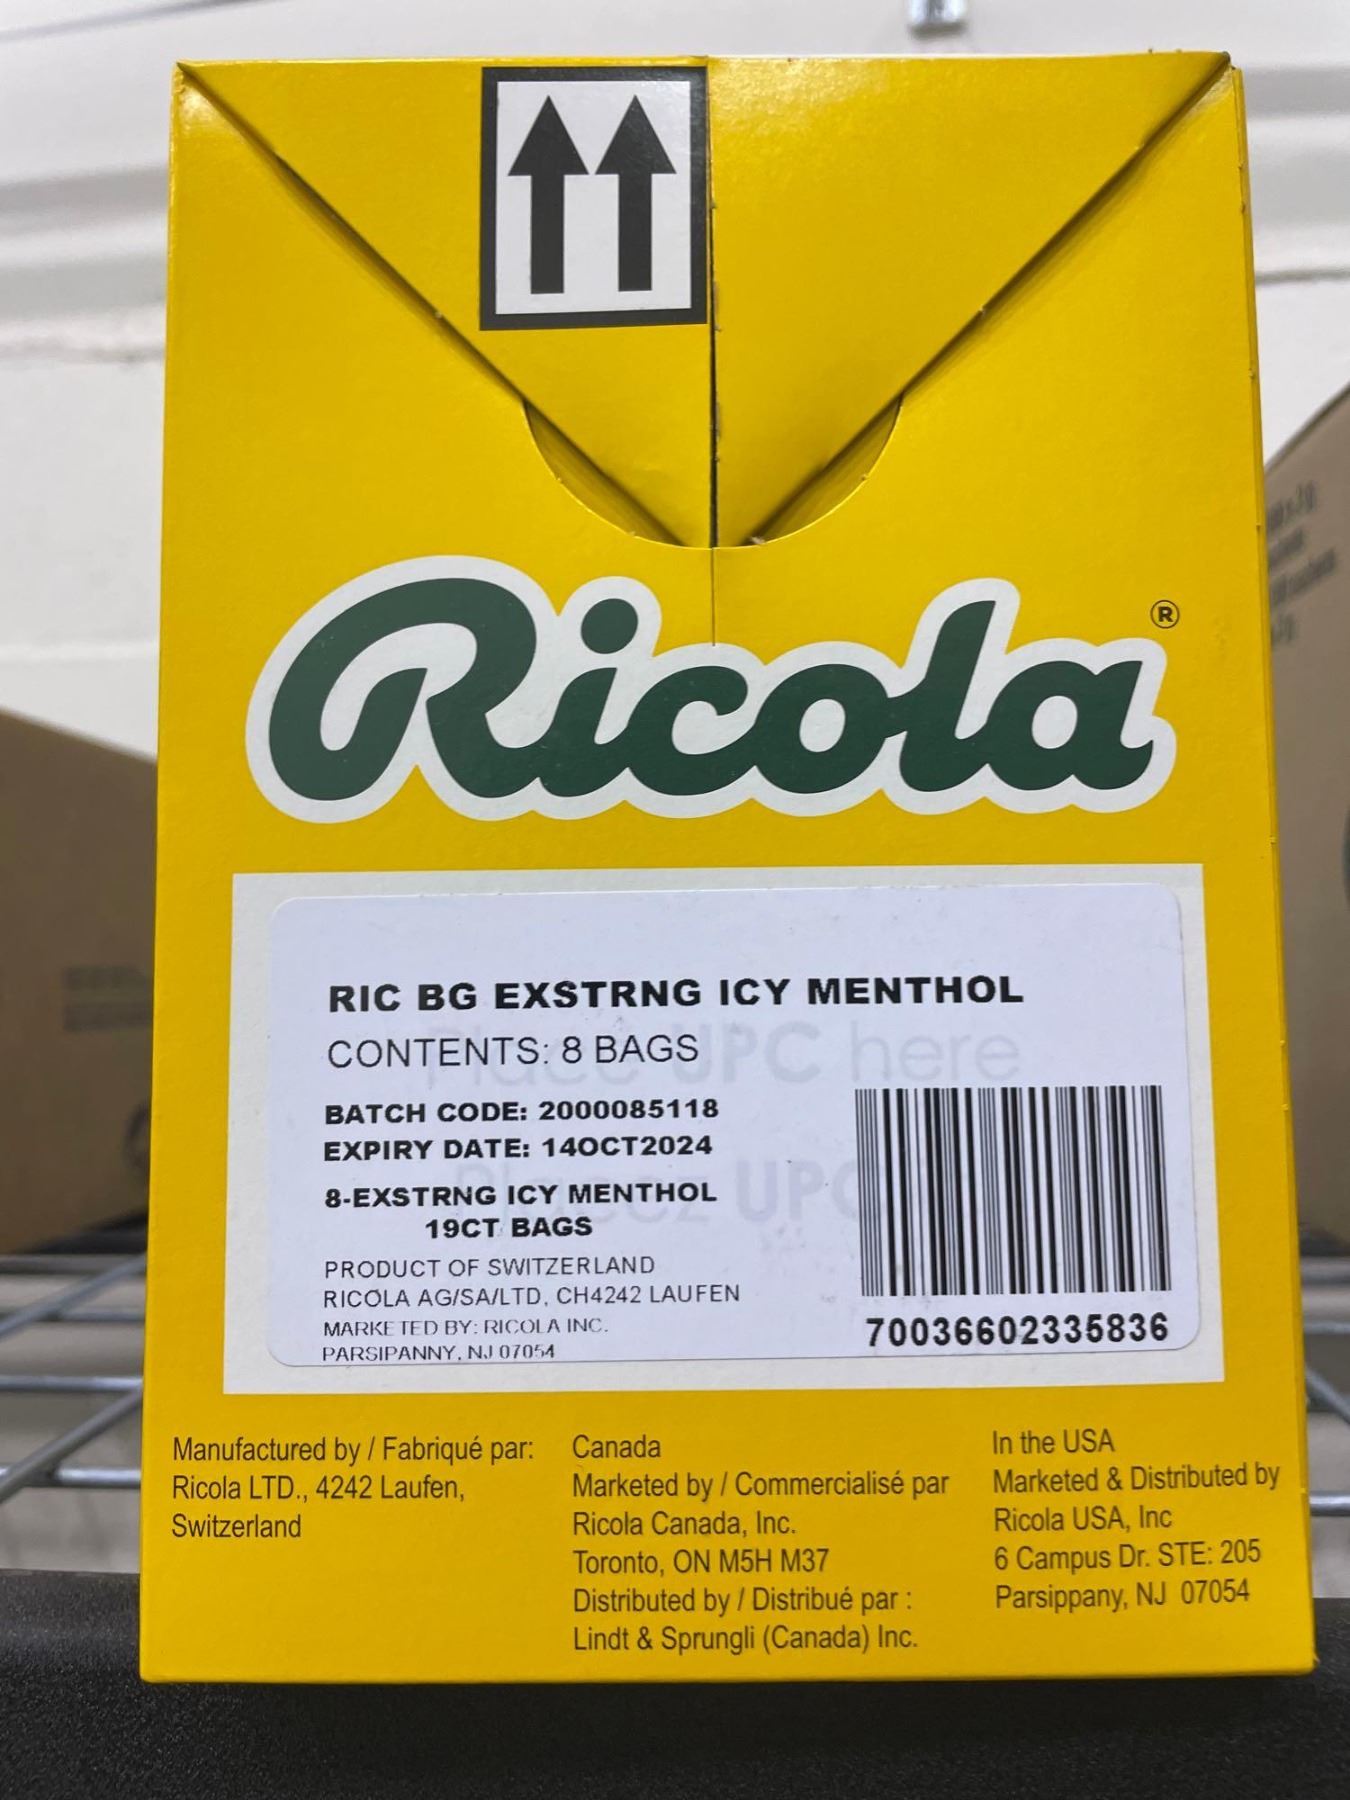 Ricola®
RIC BG EXSTRNG ICY MENTHOL
CONTENTS: 8 BAGS
Place UPC here
BATCH CODE: 2000085118
EXPIRY DATE: 14OCT2024
Placez UPC
8-EXSTRNG ICY MENTHOL
19CT BAGS
PRODUCT OF SWITZERLAND
RICOLA AG/SA/LTD, CH4242 LAUFEN
MARKETED BY: RICOLA INC.
PARSIPANNY, NJ 07054
70036602335836
Manufactured by / Fabriqué par:
Ricola LTD., 4242 Laufen,
Switzerland
Canada
Marketed by / Commercialisé par
Ricola Canada, Inc.
Toronto, ON M5H M37
Distributed by / Distribué par :
Lindt & Sprungli (Canada) Inc.
In the USA
Marketed & Distributed by
Ricola USA, Inc
6 Campus Dr. STE: 205
Parsippany, NJ 07054